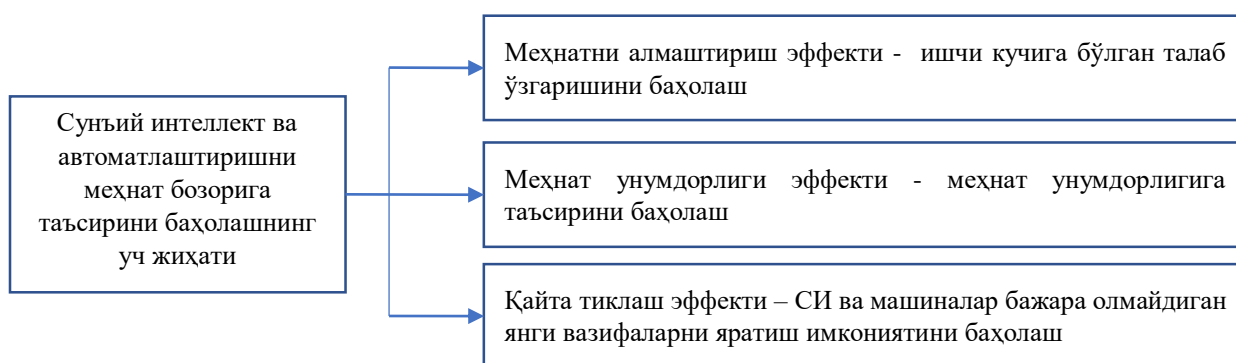 Сунъий интеллект ва
автоматлаштиришни
меҳнат бозорига
таъсирини баҳолашнинг
уч жиҳати
Меҳнатни алмаштириш эффекти - ишчи кучига бўлган талаб
ўзгаришини баҳолаш
Меҳнат унумдорлиги эффекти - меҳнат унумдорлигига
таъсирини баҳолаш
Қайта тиклаш эффекти – СИ ва машиналар бажара олмайдиган
янги вазифаларни яратиш имкониятини баҳолаш